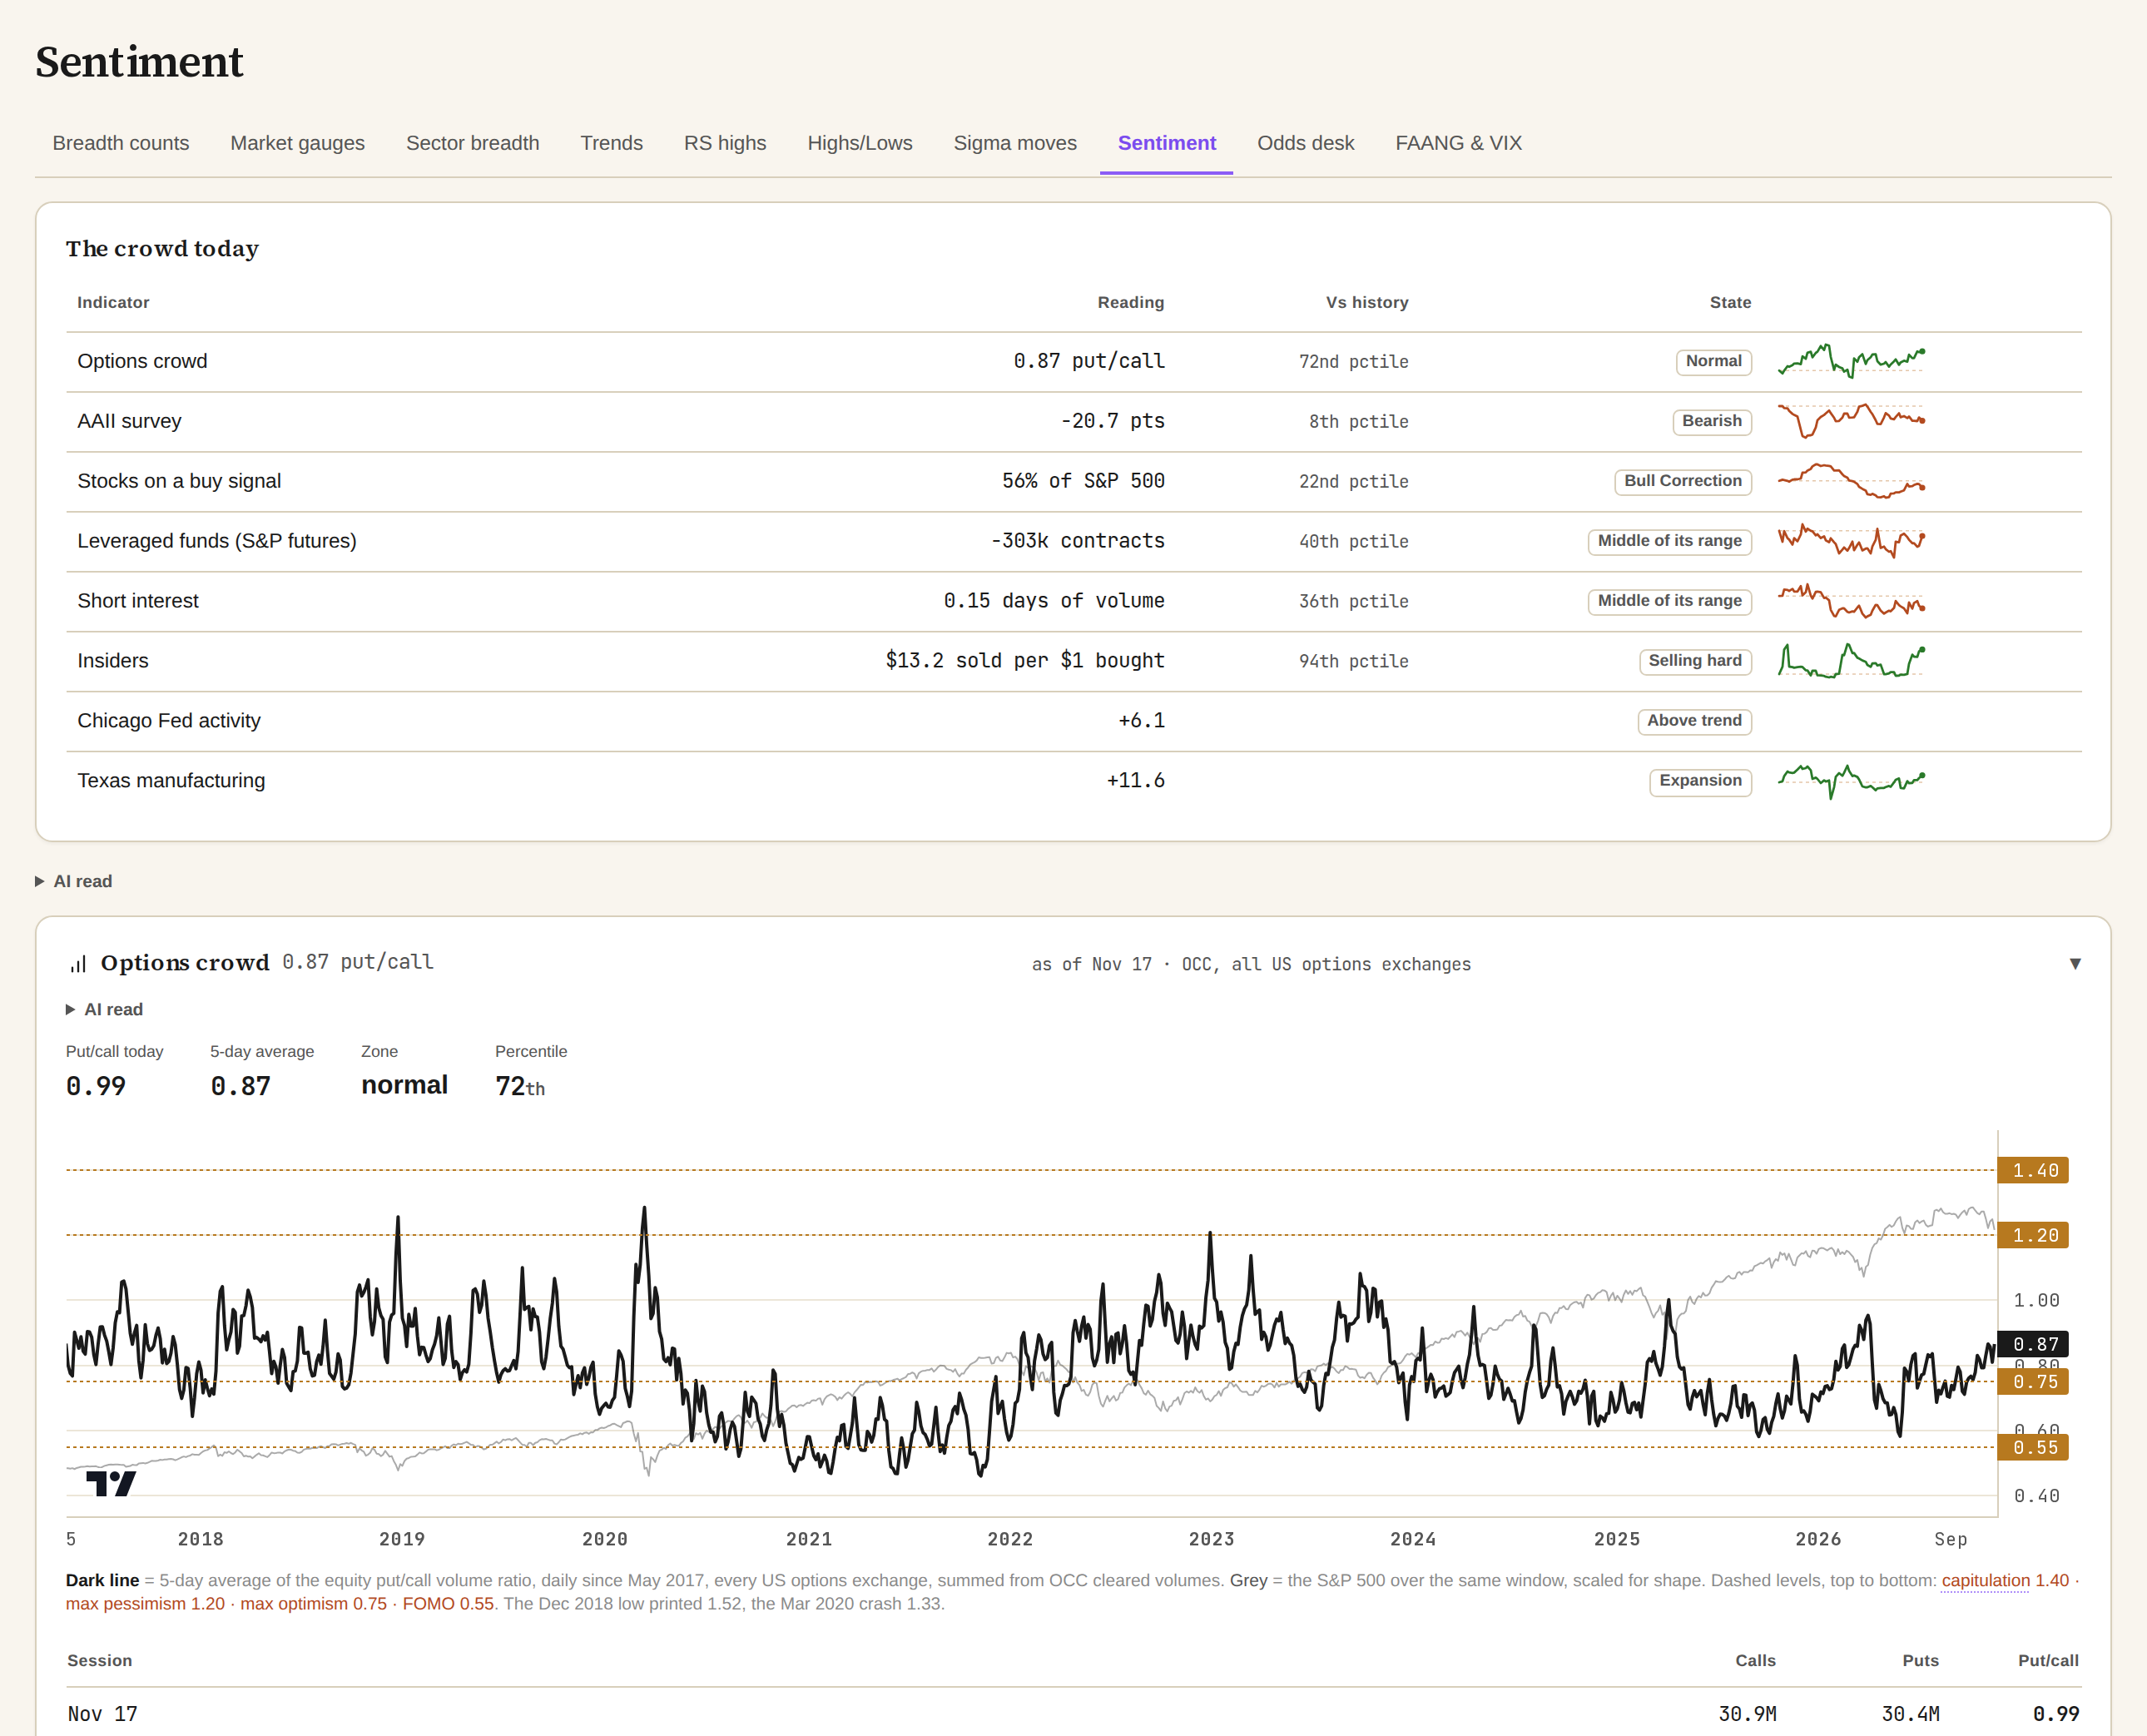 Sentiment
Breadth counts Market gauges Sector breadth Trends RS highs Highs/Lows Sigma moves Sentiment Odds desk FAANG & VIX
The crowd today
Indicator Reading Vs history State
Options crowd 0.87 put/call 72nd pctile Normal
AAII survey -20.7 pts 8th pctile Bearish
Stocks on a buy signal 56% of S&P 500 22nd pctile Bull Correction
Leveraged funds (S&P futures) -303k contracts 40th pctile Middle of its range
Short interest 0.15 days of volume 36th pctile Middle of its range
Insiders $13.2 sold per $1 bought 94th pctile Selling hard
Chicago Fed activity +6.1 Above trend
Texas manufacturing +11.6 Expansion
▶ AI read
Options crowd 0.87 put/call as of Nov 17 · OCC, all US options exchanges ▼
▶ AI read
Put/call today 5-day average Zone Percentile
0.99 0.87 normal 72th
1.40
1.20
1.00
0.87
0.80
0.75
0.60
0.55
0.40
5 2018 2019 2020 2021 2022 2023 2024 2025 2026 Sep
Dark line = 5-day average of the equity put/call volume ratio, daily since May 2017, every US options exchange, summed from OCC cleared volumes. Grey = the S&P 500 over the same window, scaled for shape. Dashed levels, top to bottom: capitulation 1.40 ·
max pessimism 1.20 · max optimism 0.75 · FOMO 0.55. The Dec 2018 low printed 1.52, the Mar 2020 crash 1.33.
Session Calls Puts Put/call
Nov 17 30.9M 30.4M 0.99